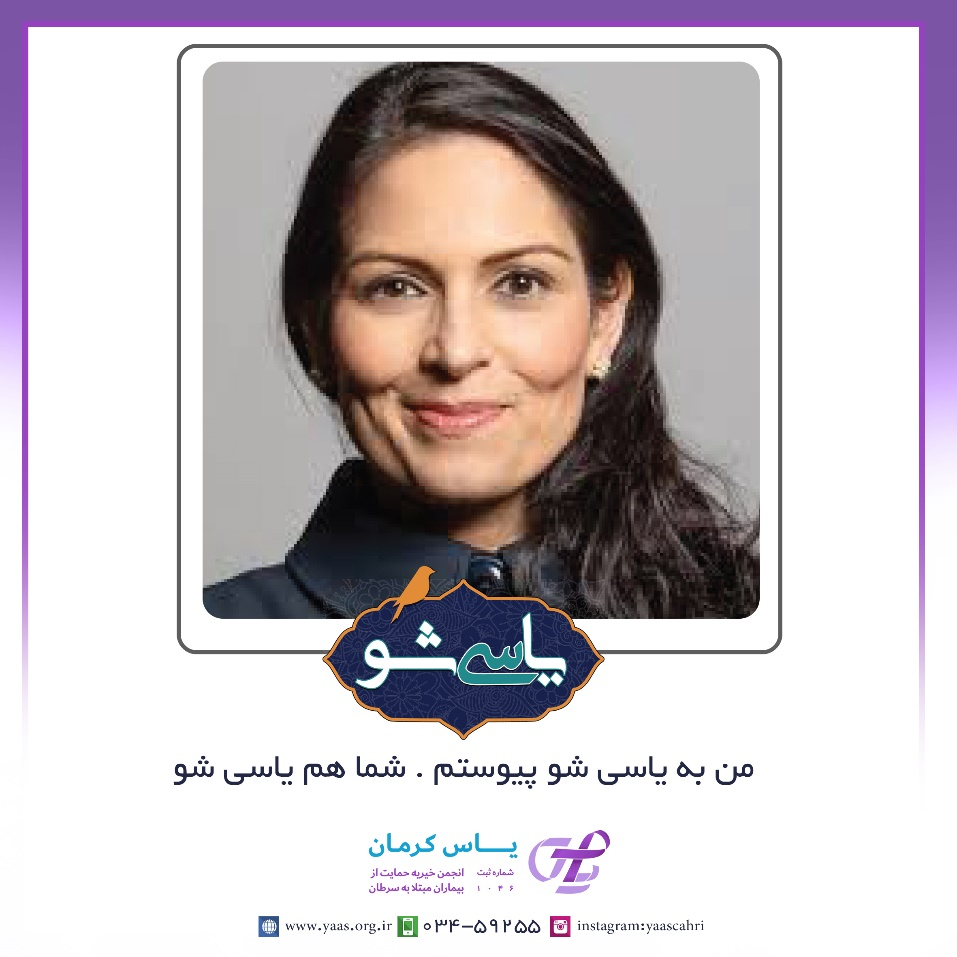 یاسی شو
من به یاسی شو پیوستم . شما هم یاسی شو
یاس کرمان
انجمن خیریه حمایت از
بیماران مبتلا به سرطان
شماره ثبت
۱۰۴۶
www.yaas.org.ir ۰۳۴-۵۹۲۵۵ instagram:yaascahri